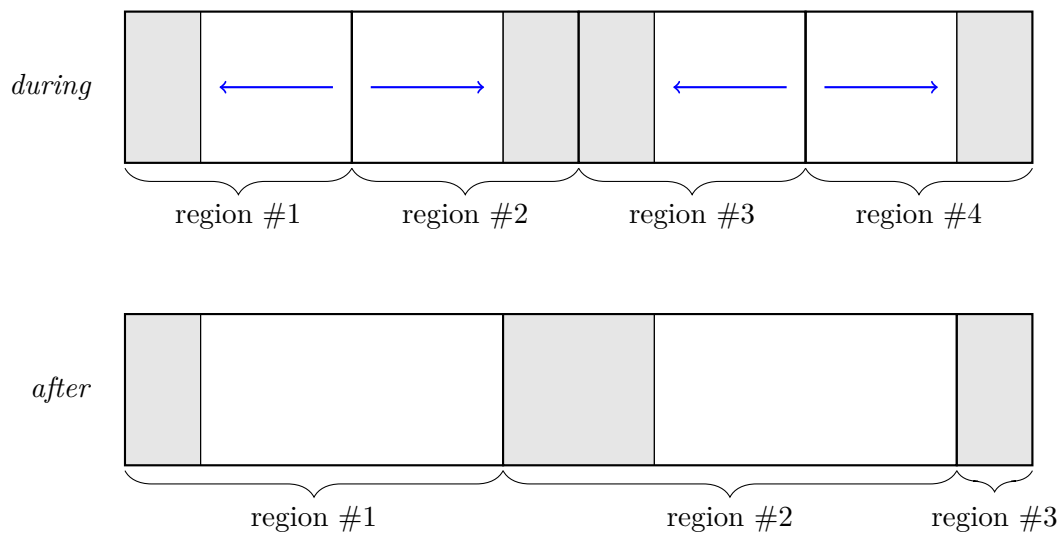 during
region #1 region #2 region #3 region #4
after
region #1 region #2 region #3